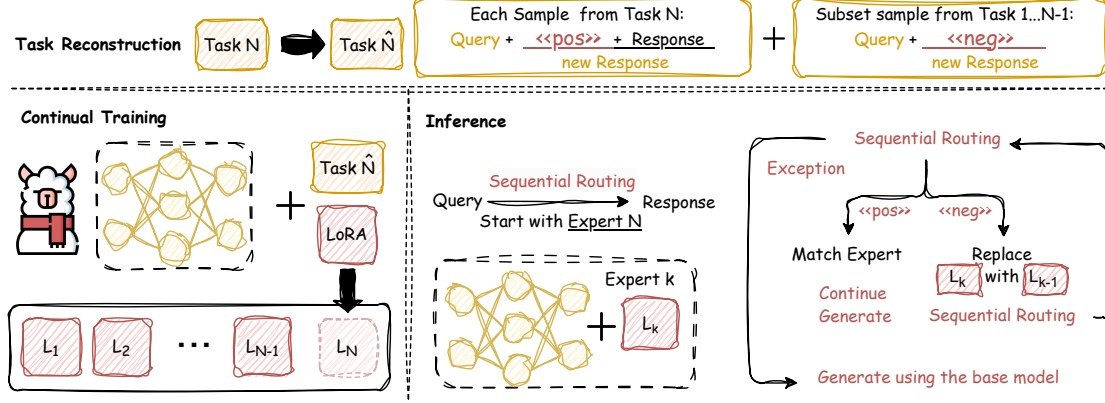 Task Reconstruction
Task N
Task N̂
Each Sample from Task N:
Query + <<pos>> + Response
new Response
+
Subset sample from Task 1...N-1:
Query + <<neg>>
new Response
Continual Training
+
Task N̂
LoRA
L1
L2
...
LN-1
LN
Inference
Sequential Routing
Query
Response
Start with Expert N
Expert k
+
Lk
Sequential Routing
Exception
<<pos>>
<<neg>>
Match Expert
Continue
Generate
Replace
Lk with Lk-1
Sequential Routing
Generate using the base model